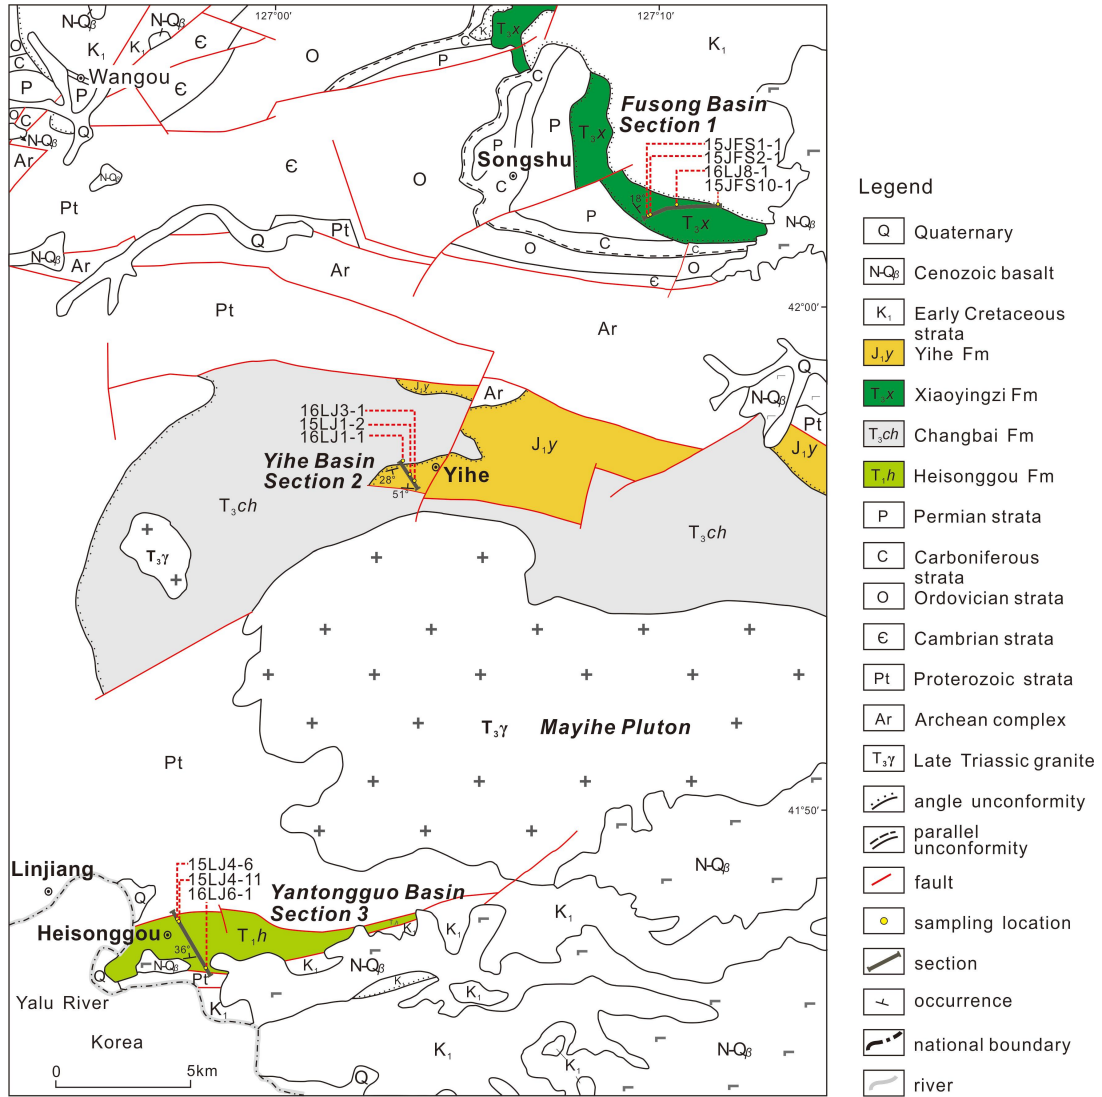 127°00'
127°10'
N-Qβ
N-Qβ
K₁
K₁
Є
O
C
P
P
Wangou
Є
O
C
Q
N-Qβ
Ar
Pt
N-Qβ
O
C
P
K₁
T₃x
C
K₁
Fusong Basin
Section 1
P
T₃x
P
Songshu
C
15JFS1-1
15JFS2-1
16LJ8-1
15JFS10-1
18°
T₃x
N-Qβ
Є
O
P
C
O
C
O
Є
Pt
Q
N-Qβ
Ar
Ar
Pt
Ar
42°00'
Q
N-Qβ
Pt
J₁y
J₁y
Ar
16LJ3-1
15LJ1-2
16LJ1-1
J₁y
Yihe Basin
Section 2
28°
51°
Yihe
T₃ch
T₃ch
T₃γ
T₃γ
Mayihe Pluton
Pt
41°50'
N-Qβ
Linjiang
15LJ4-6
15LJ4-11
16LJ6-1
Yantongguo Basin
Section 3
Q
Heisonggou
T₁h
36°
K₁
K₁
K₁
N-Qβ
Q
Pt
K₁
N-Qβ
K₁
K₁
Yalu River
K₁
Korea
K₁
K₁
N-Qβ
Q
0
5km
Legend
Q
Quaternary
N-Qβ
Cenozoic basalt
K₁
Early Cretaceous
strata
J₁y
Yihe Fm
T₃x
Xiaoyingzi Fm
T₃ch
Changbai Fm
T₁h
Heisonggou Fm
P
Permian strata
C
Carboniferous
strata
O
Ordovician strata
Є
Cambrian strata
Pt
Proterozoic strata
Ar
Archean complex
T₃γ
Late Triassic granite
angle unconformity
parallel
unconformity
fault
sampling location
section
occurrence
national boundary
river